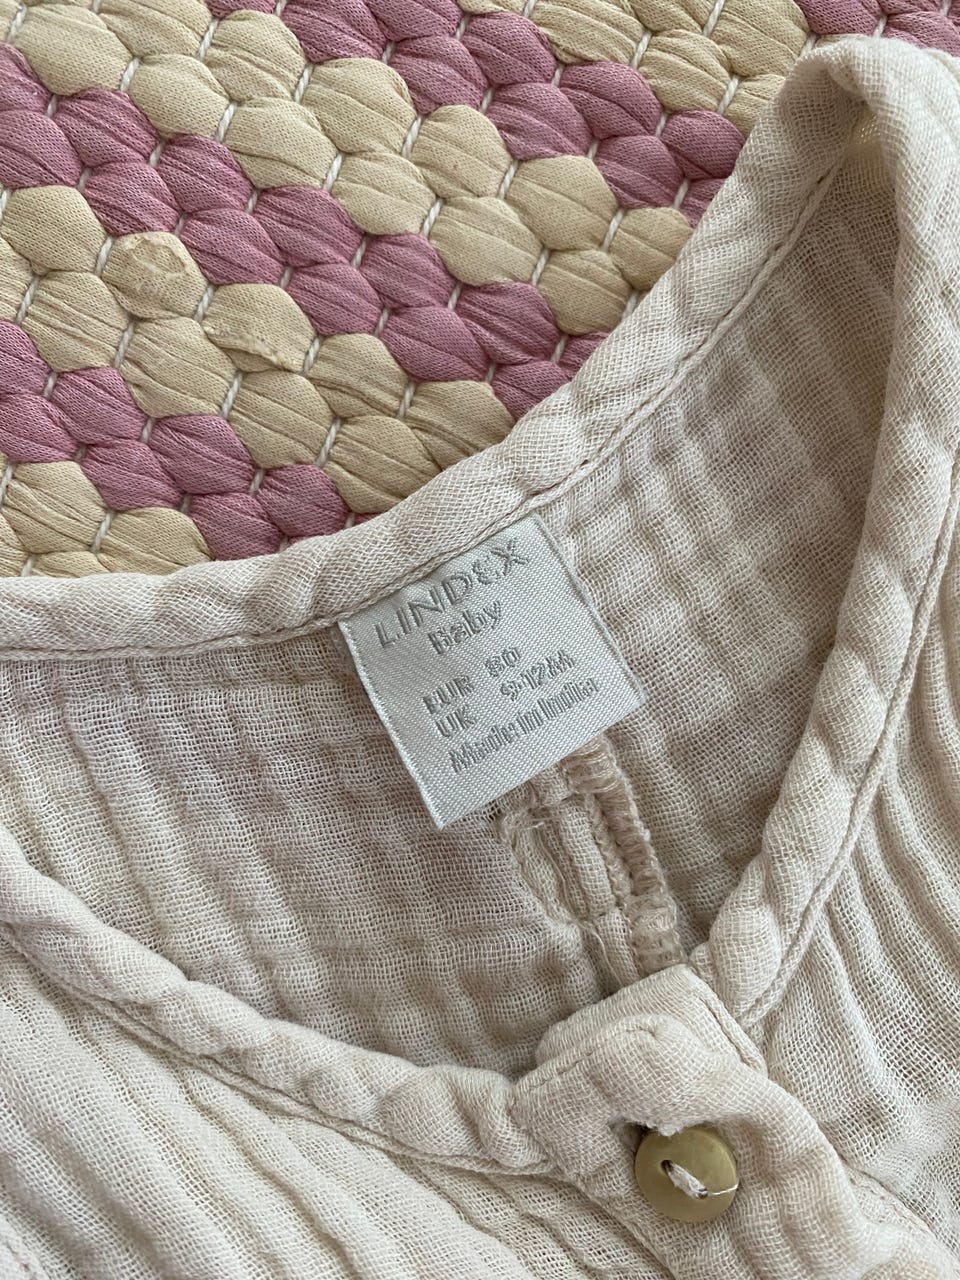 LINDEX
Baby
EUR 80
UK 9-12M
Made in India